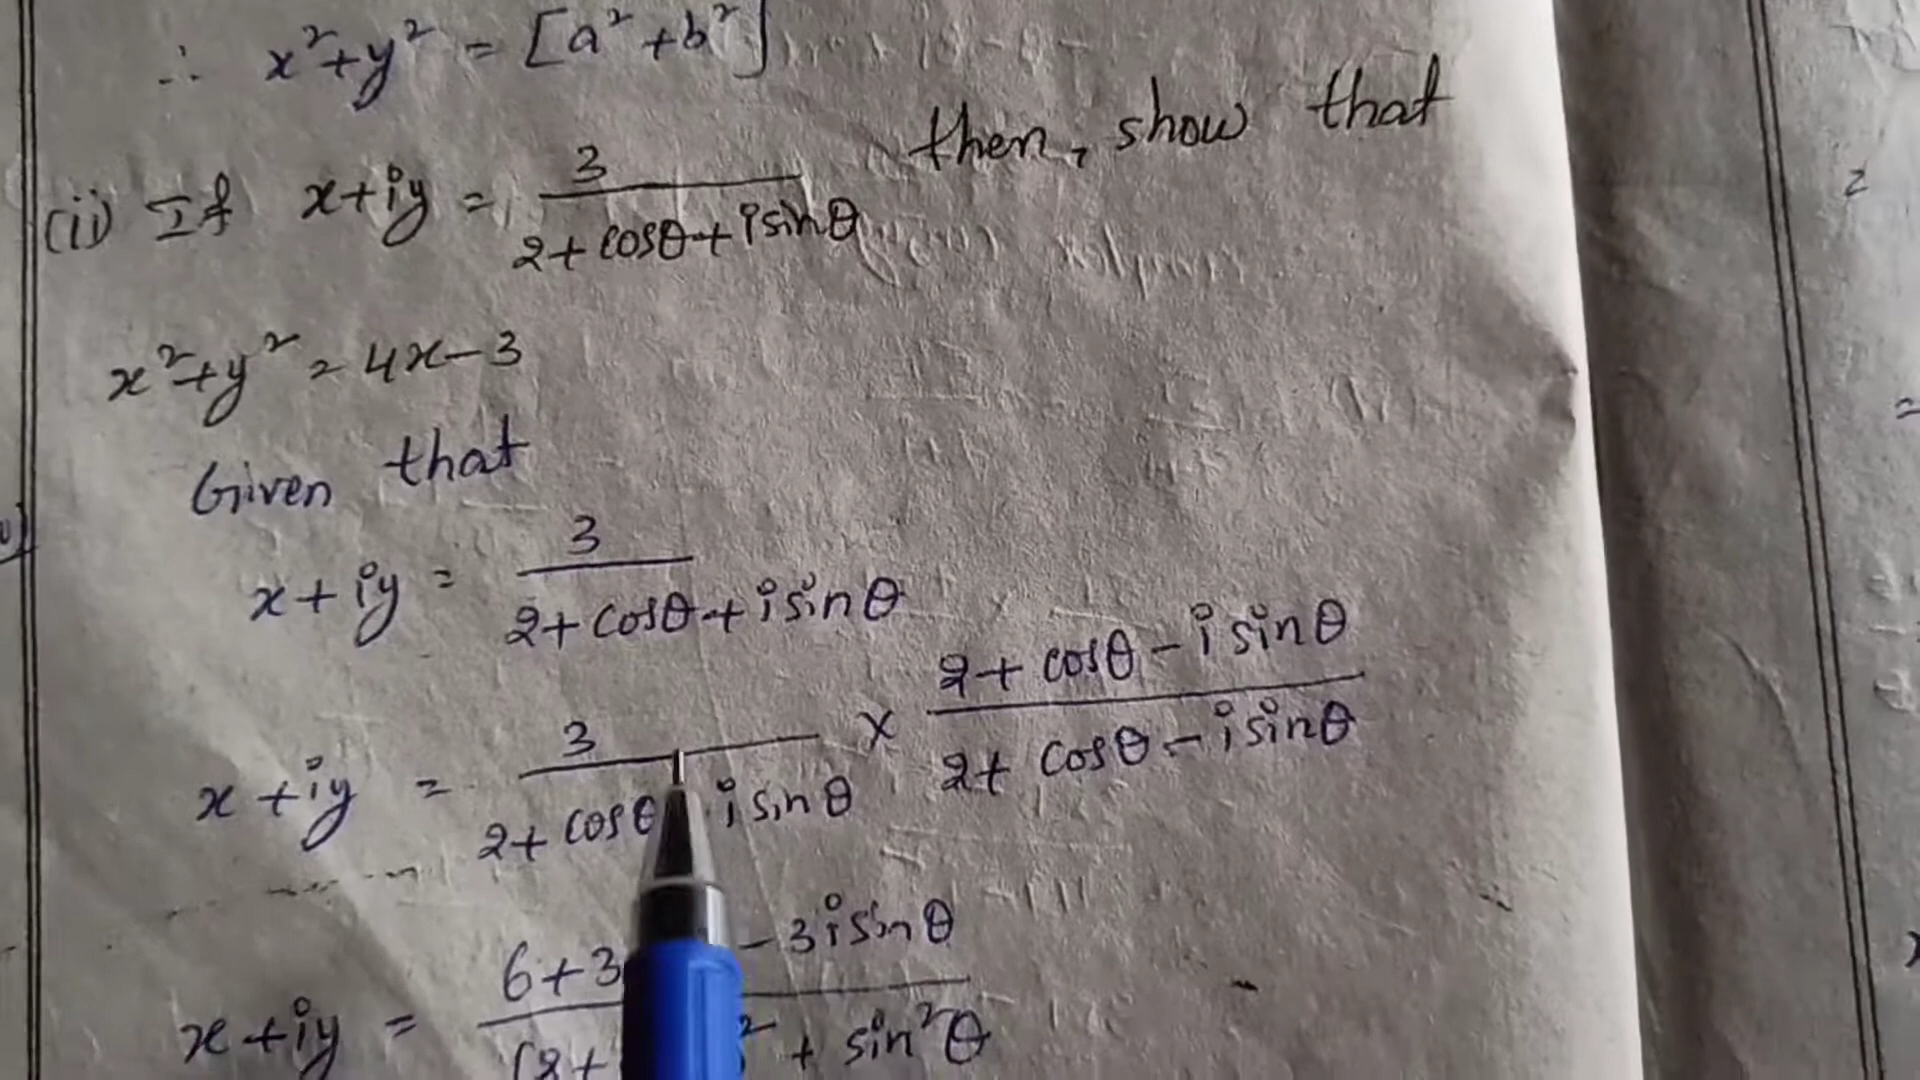 ∴ x²+y² = [a²+b²]
(ii) If x+iy = 3/(2+cosθ+isinθ) then, show that
x²+y² = 4x-3
Given that
x+iy = 3/(2+cosθ+isinθ)
x+iy = 3/(2+cosθ isinθ) × (2+cosθ-isinθ)/(2+cosθ-isinθ)
x+iy = (6+3 -3isinθ)/((2+ ² + sin²θ